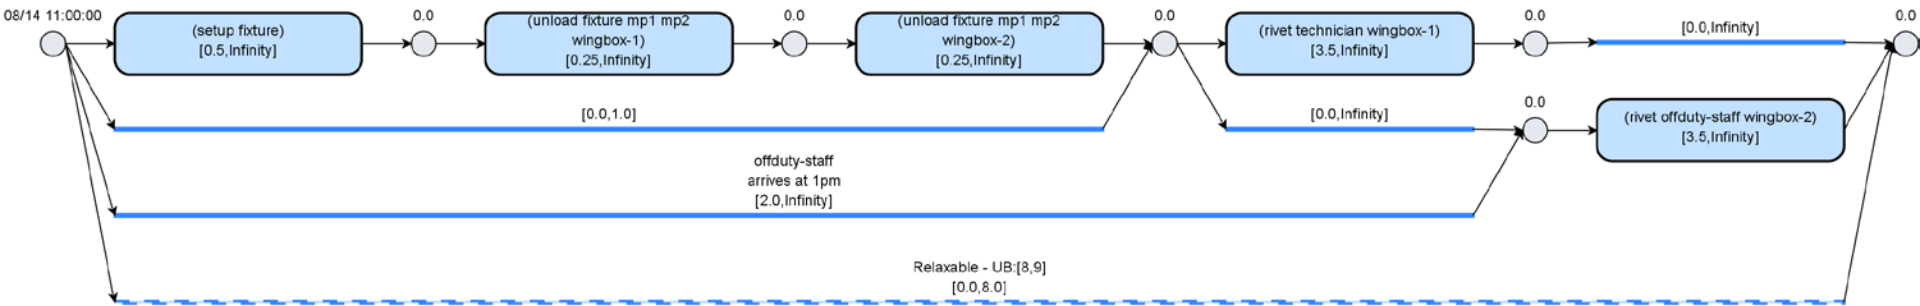 08/14 11:00:00
(setup fixture)
[0.5,Infinity]
0.0
(unload fixture mp1 mp2
wingbox-1)
[0.25,Infinity]
0.0
(unload fixture mp1 mp2
wingbox-2)
[0.25,Infinity]
0.0
(rivet technician wingbox-1)
[3.5,Infinity]
0.0
[0.0,Infinity]
0.0
[0.0,1.0]
[0.0,Infinity]
0.0
(rivet offduty-staff wingbox-2)
[3.5,Infinity]
offduty-staff
arrives at 1pm
[2.0,Infinity]
Relaxable - UB:[8,9]
[0.0,8.0]